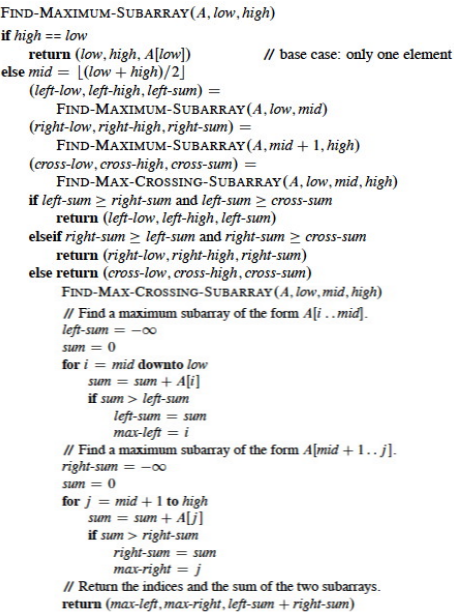 FIND-MAXIMUM-SUBARRAY(A, low, high)
if high == low
return (low, high, A[low]) // base case: only one element
else mid = ⌊(low + high)/2⌋
(left-low, left-high, left-sum) =
FIND-MAXIMUM-SUBARRAY(A, low, mid)
(right-low, right-high, right-sum) =
FIND-MAXIMUM-SUBARRAY(A, mid + 1, high)
(cross-low, cross-high, cross-sum) =
FIND-MAX-CROSSING-SUBARRAY(A, low, mid, high)
if left-sum ≥ right-sum and left-sum ≥ cross-sum
return (left-low, left-high, left-sum)
elseif right-sum ≥ left-sum and right-sum ≥ cross-sum
return (right-low, right-high, right-sum)
else return (cross-low, cross-high, cross-sum)
FIND-MAX-CROSSING-SUBARRAY(A, low, mid, high)
// Find a maximum subarray of the form A[i . . mid].
left-sum = −∞
sum = 0
for i = mid downto low
sum = sum + A[i]
if sum > left-sum
left-sum = sum
max-left = i
// Find a maximum subarray of the form A[mid + 1 . . j].
right-sum = −∞
sum = 0
for j = mid + 1 to high
sum = sum + A[j]
if sum > right-sum
right-sum = sum
max-right = j
// Return the indices and the sum of the two subarrays.
return (max-left, max-right, left-sum + right-sum)